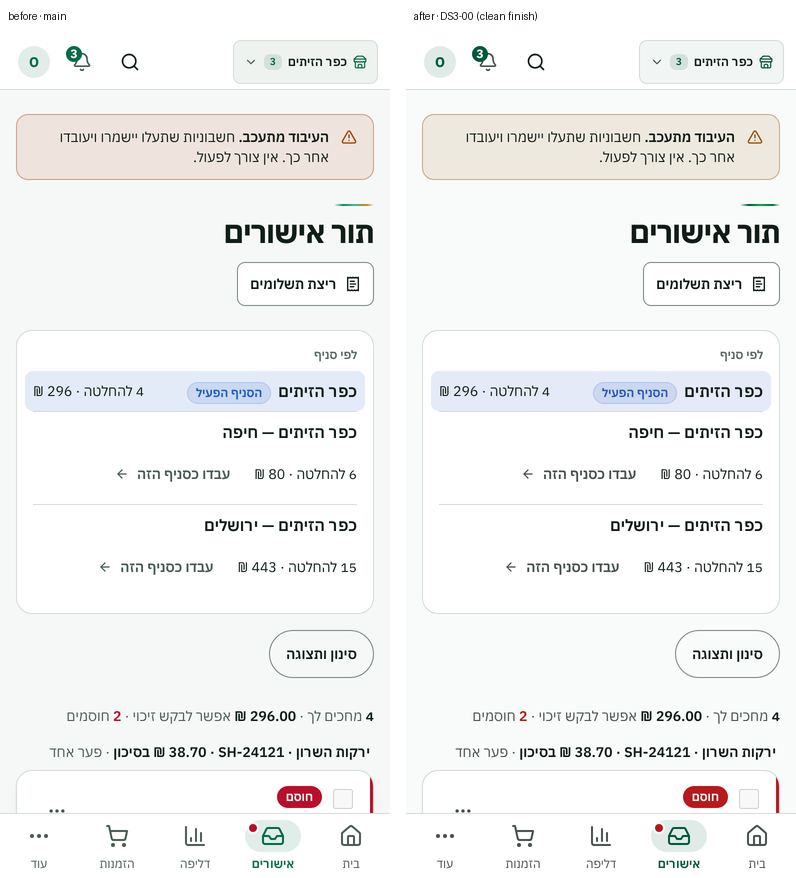 before · main
כפר הזיתים 3
3
O
העיבוד מתעכב. חשבוניות שתעלו יישמרו ויעובדו
אחר כך. אין צורך לפעול.
תור אישורים
ריצת תשלומים
לפי סניף
כפר הזיתים הסניף הפעיל 4 להחלטה · 296 ₪
כפר הזיתים — חיפה
6 להחלטה · 80 ₪ עבדו כסניף הזה ←
כפר הזיתים — ירושלים
15 להחלטה · 443 ₪ עבדו כסניף הזה ←
סינון ותצוגה
4 מחכים לך · 296.00 ₪ אפשר לבקש זיכוי · 2 חוסמים
ירקות השרון · SH-24121 · 38.70 ₪ בסיכון · פער אחד
חוסם
בית אישורים דליפה הזמנות עוד
after · DS3-00 (clean finish)
כפר הזיתים 3
3
O
העיבוד מתעכב. חשבוניות שתעלו יישמרו ויעובדו
אחר כך. אין צורך לפעול.
תור אישורים
ריצת תשלומים
לפי סניף
כפר הזיתים הסניף הפעיל 4 להחלטה · 296 ₪
כפר הזיתים — חיפה
6 להחלטה · 80 ₪ עבדו כסניף הזה ←
כפר הזיתים — ירושלים
15 להחלטה · 443 ₪ עבדו כסניף הזה ←
סינון ותצוגה
4 מחכים לך · 296.00 ₪ אפשר לבקש זיכוי · 2 חוסמים
ירקות השרון · SH-24121 · 38.70 ₪ בסיכון · פער אחד
חוסם
בית אישורים דליפה הזמנות עוד